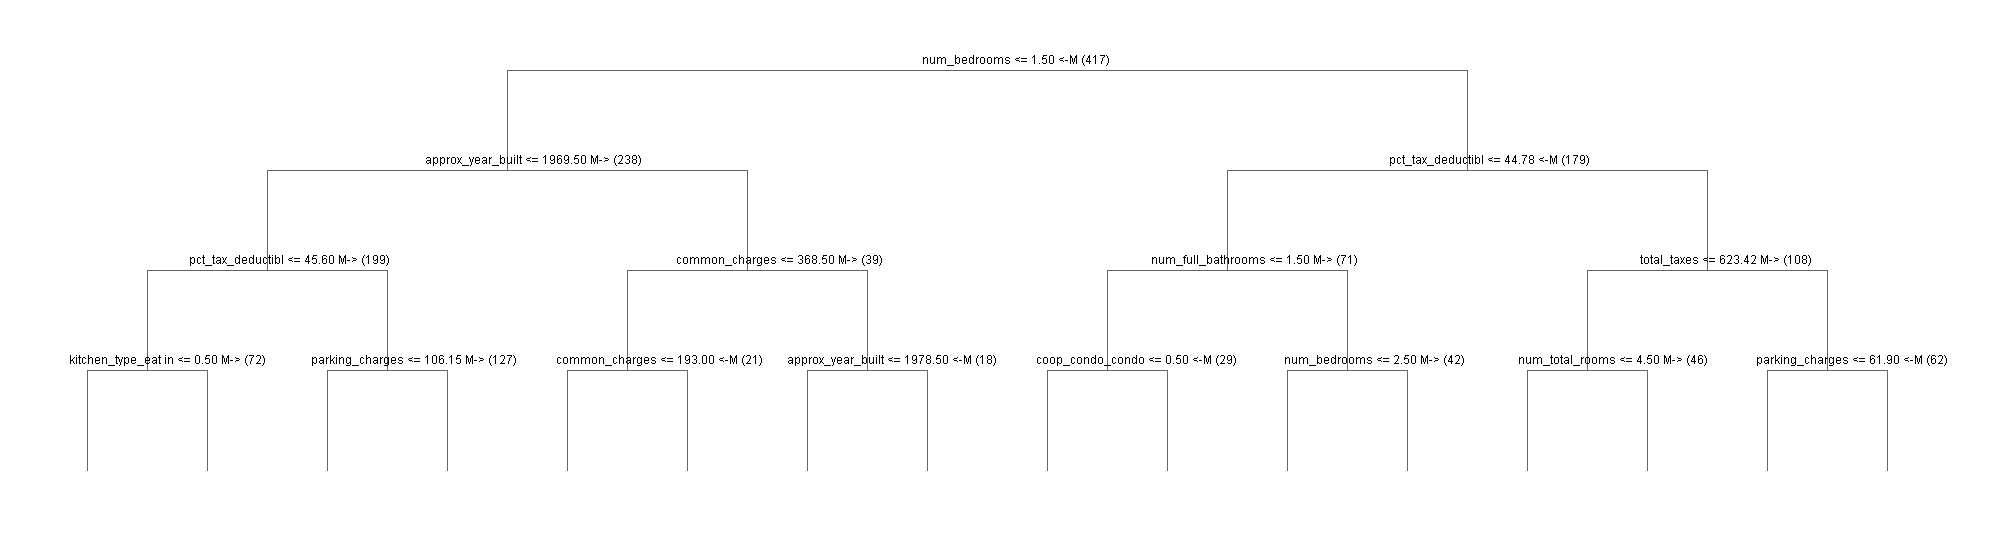 num_bedrooms <= 1.50 <-M (417)
approx_year_built <= 1969.50 M-> (238)
pct_tax_deductibl <= 44.78 <-M (179)
pct_tax_deductibl <= 45.60 M-> (199)
common_charges <= 368.50 M-> (39)
num_full_bathrooms <= 1.50 M-> (71)
total_taxes <= 623.42 M-> (108)
kitchen_type_eat in <= 0.50 M-> (72)
parking_charges <= 106.15 M-> (127)
common_charges <= 193.00 <-M (21)
approx_year_built <= 1978.50 <-M (18)
coop_condo_condo <= 0.50 <-M (29)
num_bedrooms <= 2.50 M-> (42)
num_total_rooms <= 4.50 M-> (46)
parking_charges <= 61.90 <-M (62)